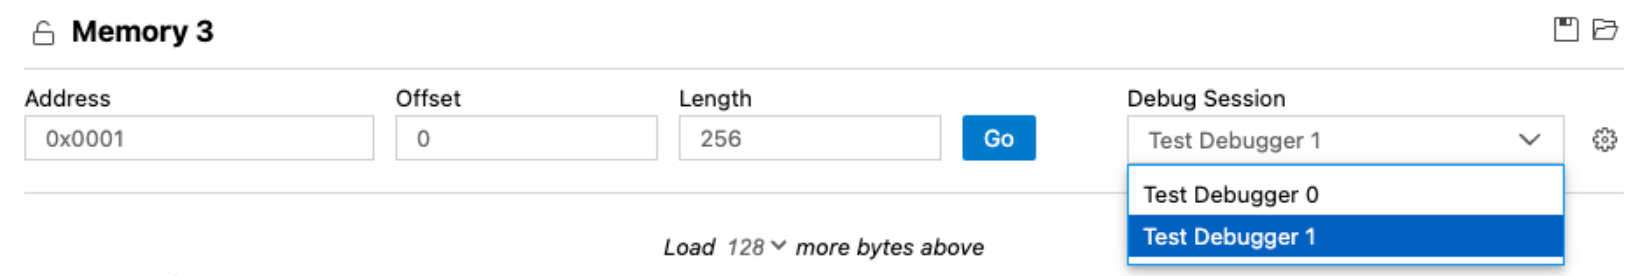 Memory 3
Address Offset Length Debug Session
0x0001 0 256 Go Test Debugger 1
Test Debugger 0
Test Debugger 1
Load 128 more bytes above